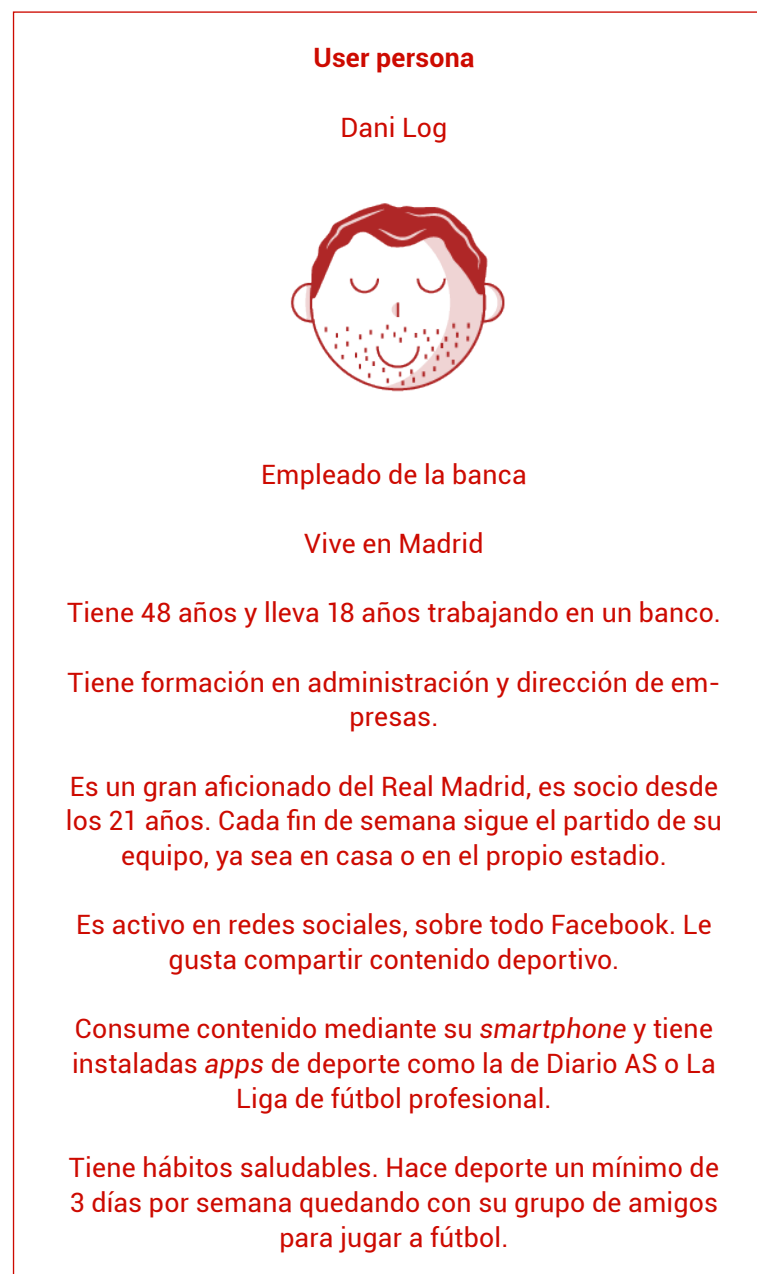 User persona
Dani Log
Empleado de la banca
Vive en Madrid
Tiene 48 años y lleva 18 años trabajando en un banco.
Tiene formación en administración y dirección de em-
presas.
Es un gran aficionado del Real Madrid, es socio desde
los 21 años. Cada fin de semana sigue el partido de su
equipo, ya sea en casa o en el propio estadio.
Es activo en redes sociales, sobre todo Facebook. Le
gusta compartir contenido deportivo.
Consume contenido mediante su smartphone y tiene
instaladas apps de deporte como la de Diario AS o La
Liga de fútbol profesional.
Tiene hábitos saludables. Hace deporte un mínimo de
3 días por semana quedando con su grupo de amigos
para jugar a fútbol.